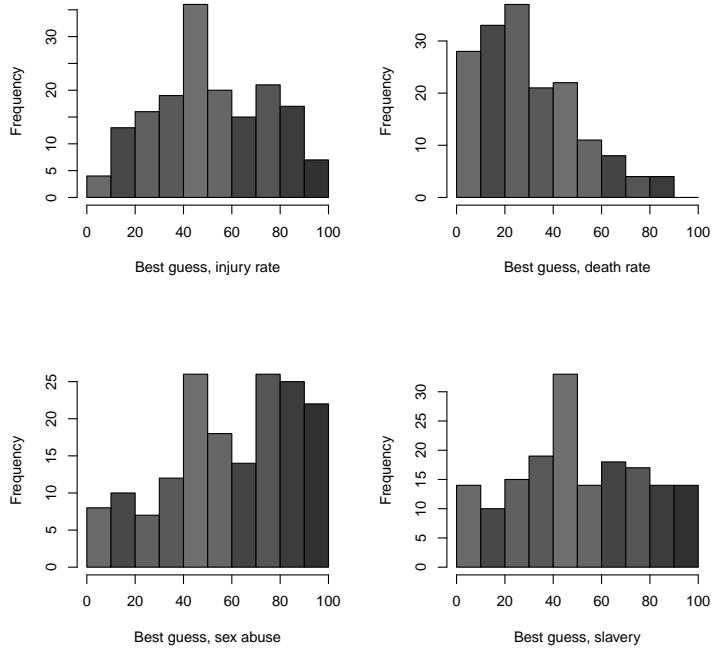 Frequency
0 5 10 20 30
0 20 40 60 80 100
Best guess, injury rate
Frequency
0 10 20 30
0 20 40 60 80 100
Best guess, death rate
Frequency
0 5 10 15 20 25
0 20 40 60 80 100
Best guess, sex abuse
Frequency
0 5 10 15 20 25 30
0 20 40 60 80 100
Best guess, slavery